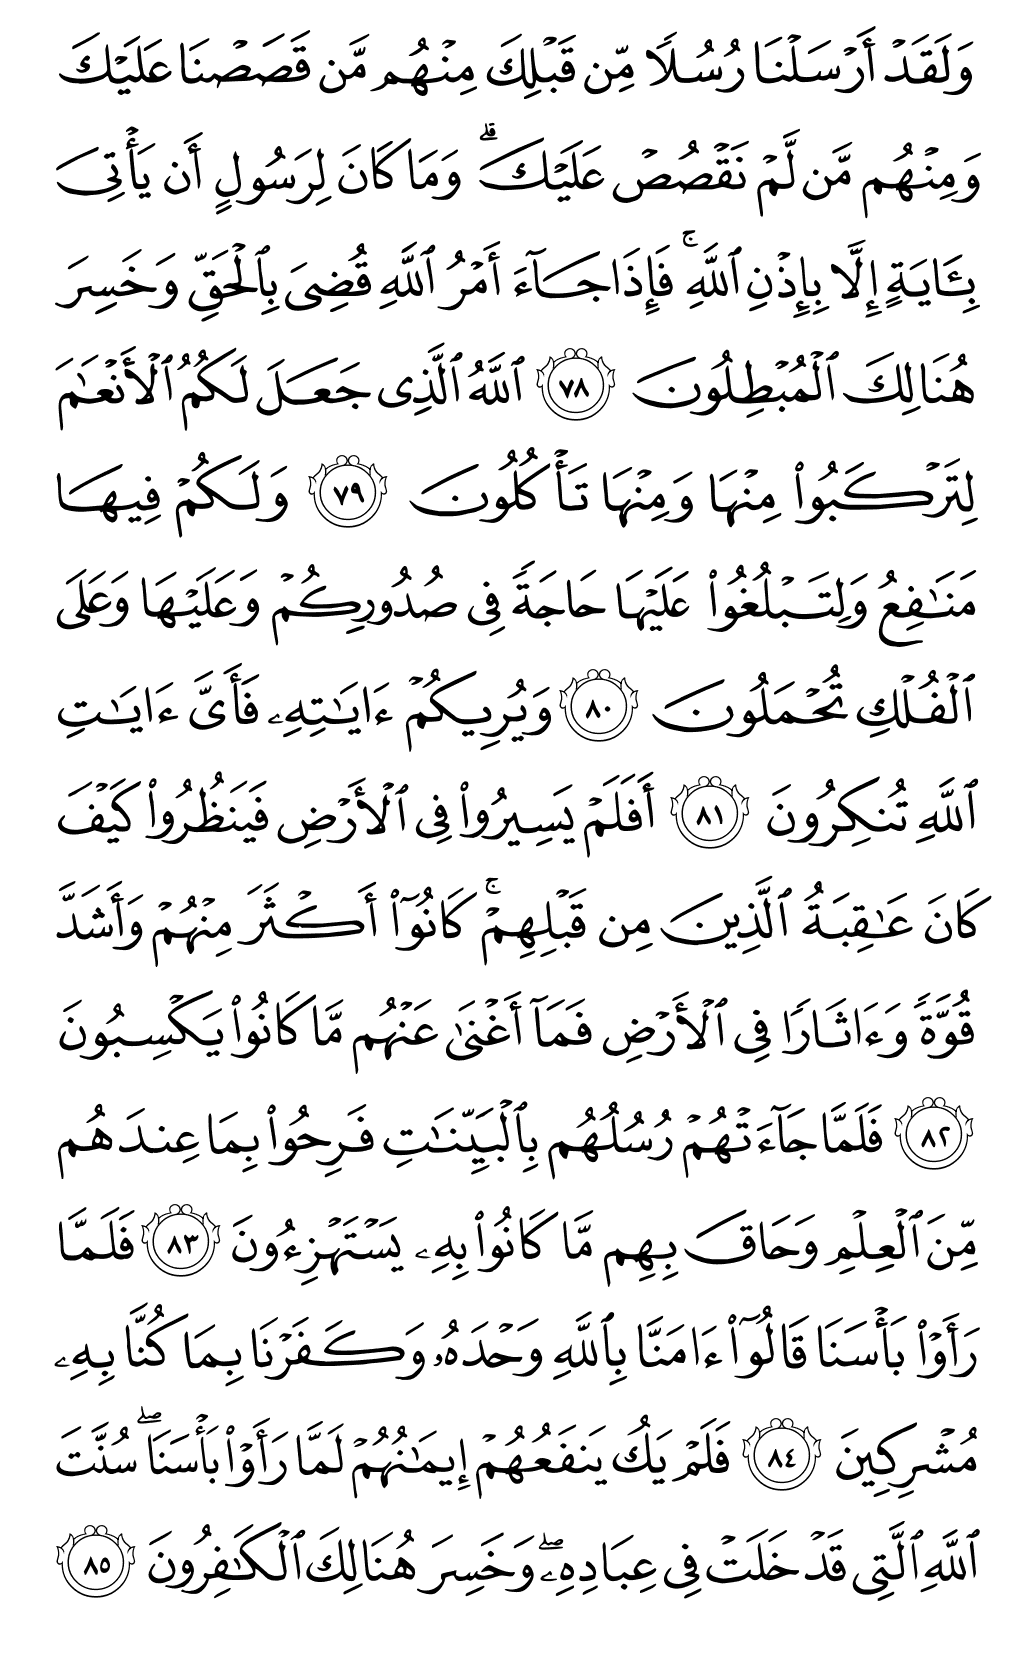 وَلَقَدۡ أَرۡسَلۡنَا رُسُلٗا مِّن قَبۡلِكَ مِنۡهُم مَّن قَصَصۡنَا عَلَيۡكَ
وَمِنۡهُم مَّن لَّمۡ نَقۡصُصۡ عَلَيۡكَۗ وَمَا كَانَ لِرَسُولٍ أَن يَأۡتِيَ
بِـَٔايَةٍ إِلَّا بِإِذۡنِ ٱللَّهِۚ فَإِذَا جَآءَ أَمۡرُ ٱللَّهِ قُضِيَ بِٱلۡحَقِّ وَخَسِرَ
هُنَالِكَ ٱلۡمُبۡطِلُونَ ٧٨ ٱللَّهُ ٱلَّذِي جَعَلَ لَكُمُ ٱلۡأَنۡعَٰمَ
لِتَرۡكَبُواْ مِنۡهَا وَمِنۡهَا تَأۡكُلُونَ ٧٩ وَلَكُمۡ فِيهَا
مَنَٰفِعُ وَلِتَبۡلُغُواْ عَلَيۡهَا حَاجَةٗ فِي صُدُورِكُمۡ وَعَلَيۡهَا وَعَلَى
ٱلۡفُلۡكِ تُحۡمَلُونَ ٨٠ وَيُرِيكُمۡ ءَايَٰتِهِۦ فَأَيَّ ءَايَٰتِ
ٱللَّهِ تُنكِرُونَ ٨١ أَفَلَمۡ يَسِيرُواْ فِي ٱلۡأَرۡضِ فَيَنظُرُواْ كَيۡفَ
كَانَ عَٰقِبَةُ ٱلَّذِينَ مِن قَبۡلِهِمۡۚ كَانُوٓاْ أَكۡثَرَ مِنۡهُمۡ وَأَشَدَّ
قُوَّةٗ وَءَاثَارٗا فِي ٱلۡأَرۡضِ فَمَآ أَغۡنَىٰ عَنۡهُم مَّا كَانُواْ يَكۡسِبُونَ
٨٢ فَلَمَّا جَآءَتۡهُمۡ رُسُلُهُم بِٱلۡبَيِّنَٰتِ فَرِحُواْ بِمَا عِندَهُم
مِّنَ ٱلۡعِلۡمِ وَحَاقَ بِهِم مَّا كَانُواْ بِهِۦ يَسۡتَهۡزِءُونَ ٨٣ فَلَمَّا
رَأَوۡاْ بَأۡسَنَا قَالُوٓاْ ءَامَنَّا بِٱللَّهِ وَحۡدَهُۥ وَكَفَرۡنَا بِمَا كُنَّا بِهِۦ
مُشۡرِكِينَ ٨٤ فَلَمۡ يَكُ يَنفَعُهُمۡ إِيمَٰنُهُمۡ لَمَّا رَأَوۡاْ بَأۡسَنَاۖ سُنَّتَ
ٱللَّهِ ٱلَّتِي قَدۡ خَلَتۡ فِي عِبَادِهِۦۖ وَخَسِرَ هُنَالِكَ ٱلۡكَٰفِرُونَ ٨٥